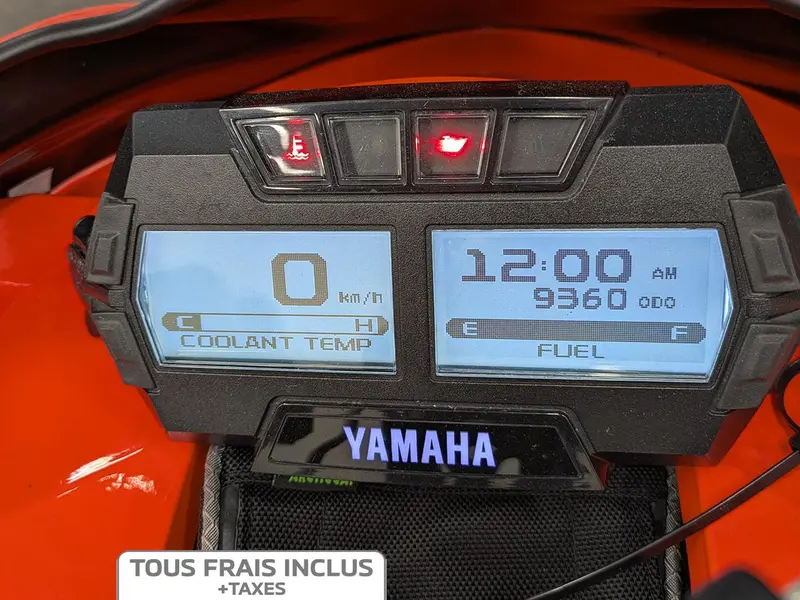 0 km/h
C H
COOLANT TEMP
12:00 AM
9360 ODO
E F
FUEL
YAMAHA
TOUS FRAIS INCLUS
+TAXES